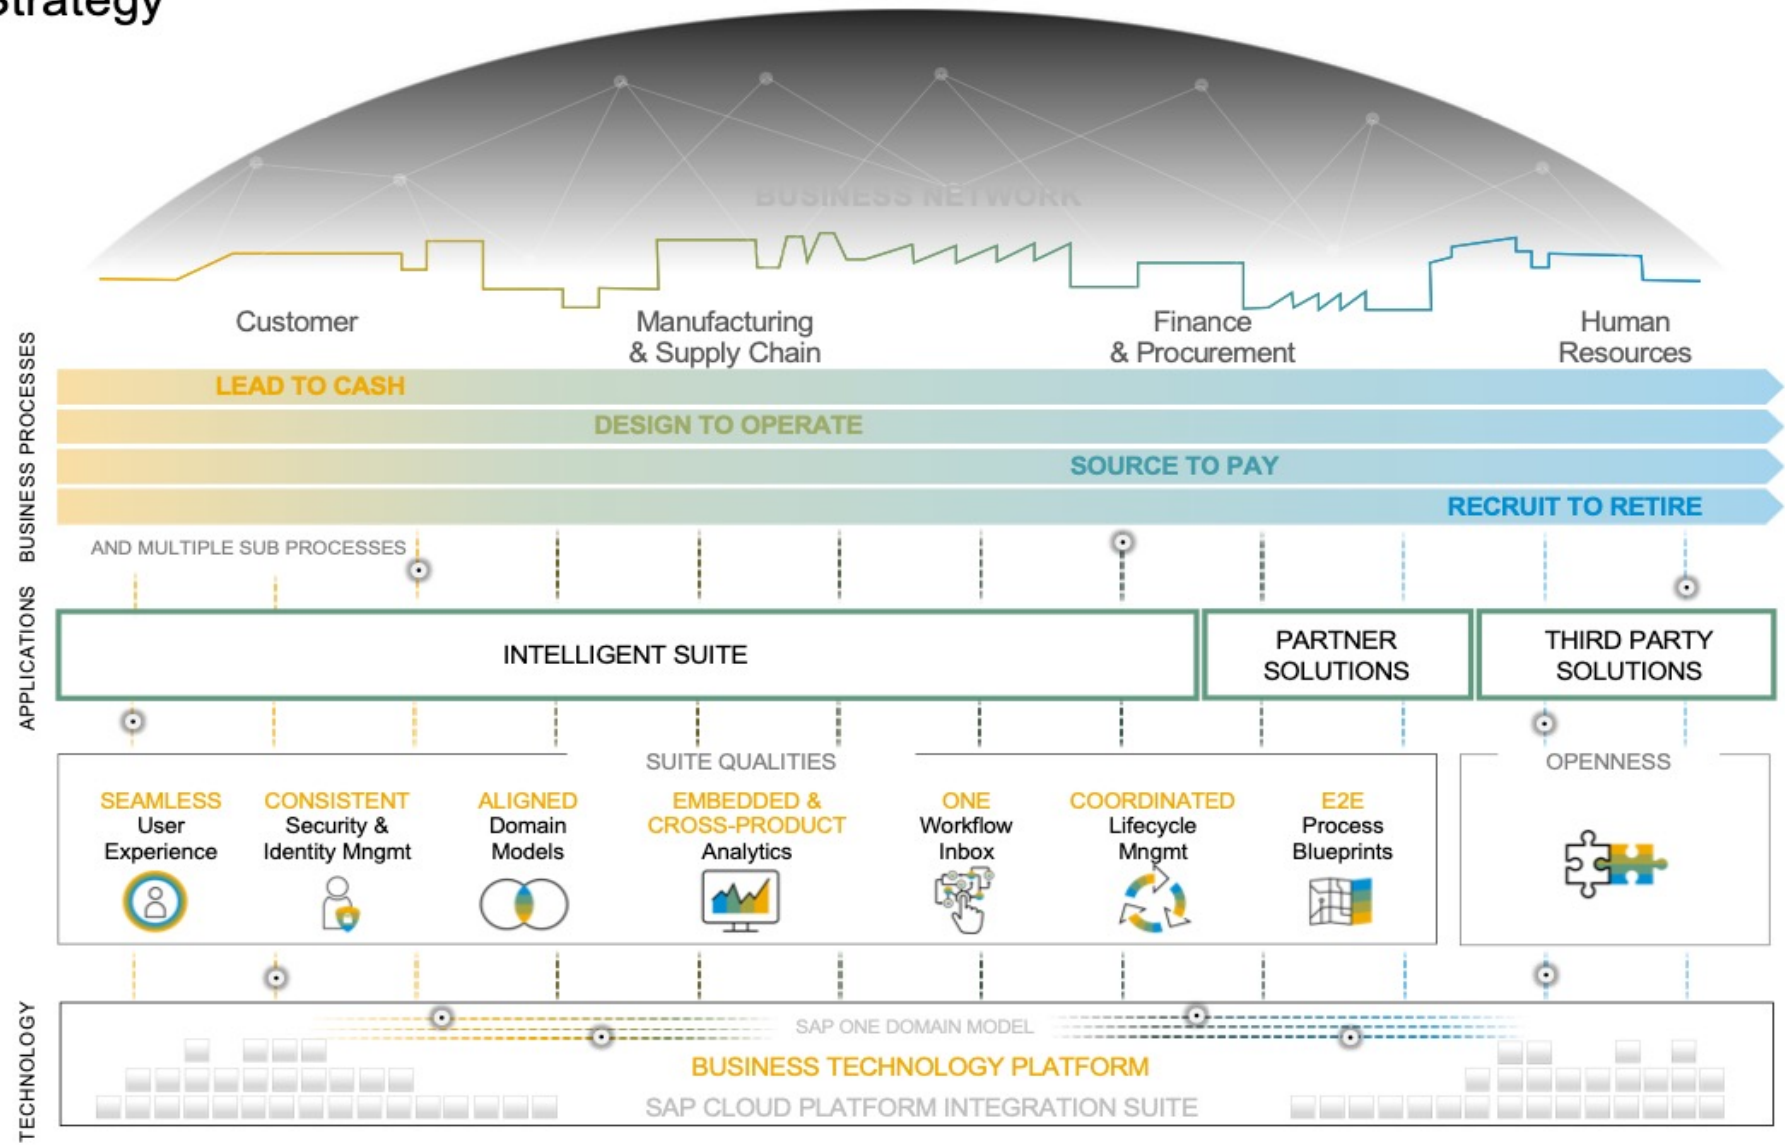 Strategy
BUSINESS NETWORK
Customer
Manufacturing
& Supply Chain
Finance
& Procurement
Human
Resources
BUSINESS PROCESSES
LEAD TO CASH
DESIGN TO OPERATE
SOURCE TO PAY
RECRUIT TO RETIRE
AND MULTIPLE SUB PROCESSES
APPLICATIONS
INTELLIGENT SUITE
PARTNER
SOLUTIONS
THIRD PARTY
SOLUTIONS
SUITE QUALITIES
SEAMLESS
User
Experience
CONSISTENT
Security &
Identity Mngmt
ALIGNED
Domain
Models
EMBEDDED &
CROSS-PRODUCT
Analytics
ONE
Workflow
Inbox
COORDINATED
Lifecycle
Mngmt
E2E
Process
Blueprints
OPENNESS
TECHNOLOGY
SAP ONE DOMAIN MODEL
BUSINESS TECHNOLOGY PLATFORM
SAP CLOUD PLATFORM INTEGRATION SUITE